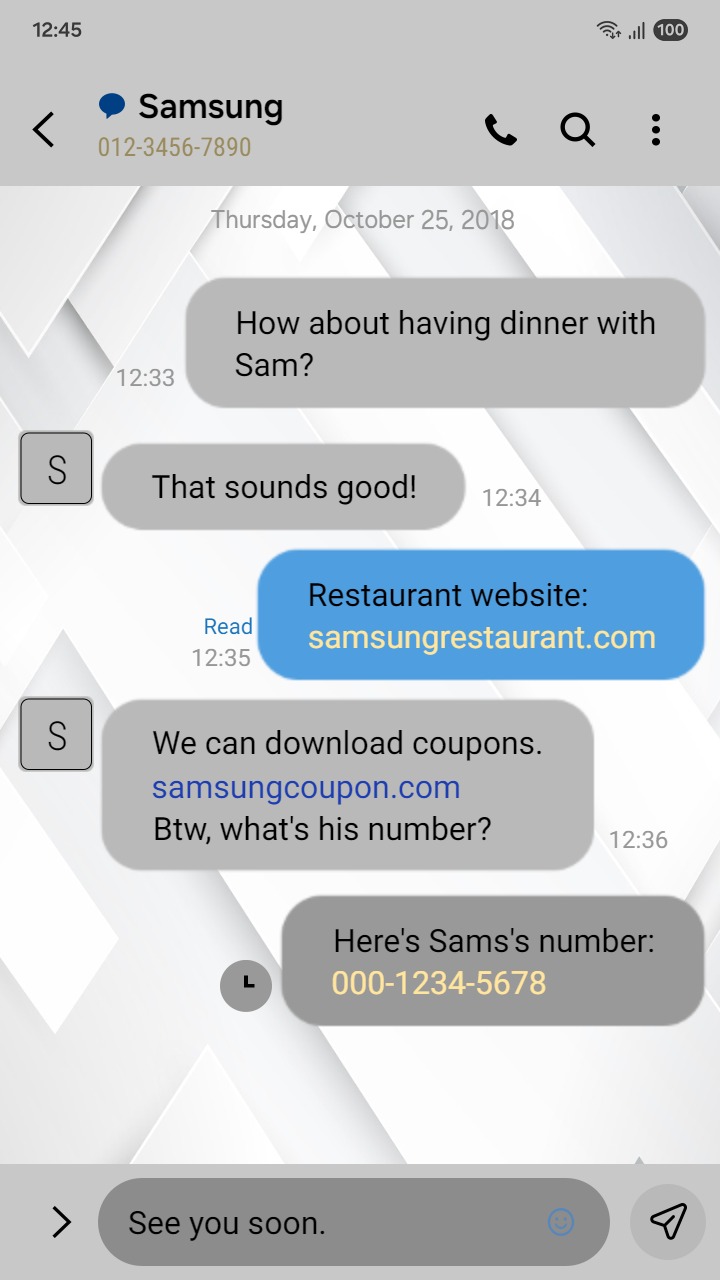 12:45
100
Samsung
012-3456-7890
Thursday, October 25, 2018
How about having dinner with
Sam?
12:33
S
That sounds good!
12:34
Restaurant website:
samsungrestaurant.com
Read
12:35
S
We can download coupons.
samsungcoupon.com
Btw, what's his number?
12:36
Here's Sams's number:
000-1234-5678
See you soon.